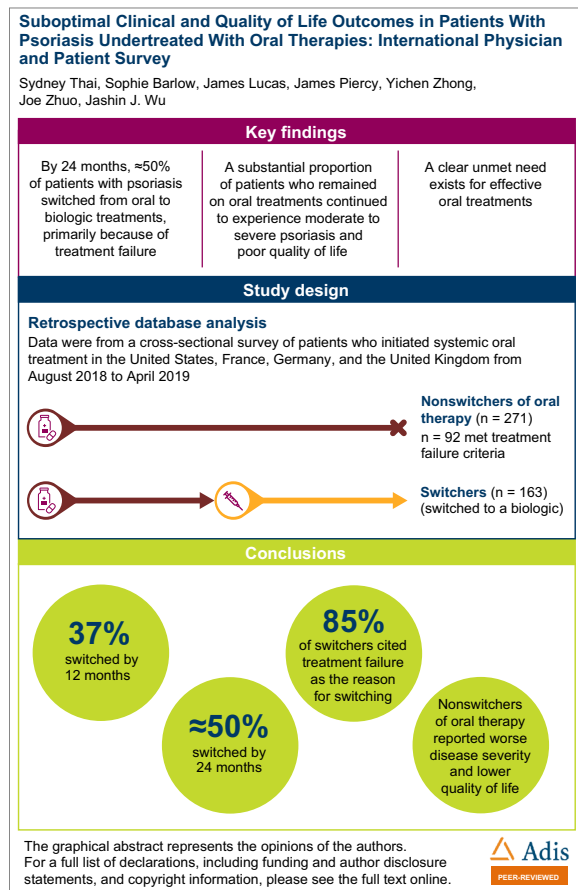 Suboptimal Clinical and Quality of Life Outcomes in Patients With
Psoriasis Undertreated With Oral Therapies: International Physician
and Patient Survey
Sydney Thai, Sophie Barlow, James Lucas, James Piercy, Yichen Zhong,
Joe Zhuo, Jashin J. Wu
Key findings
By 24 months, ≈50%
of patients with psoriasis
switched from oral to
biologic treatments,
primarily because of
treatment failure
A substantial proportion
of patients who remained
on oral treatments continued
to experience moderate to
severe psoriasis and
poor quality of life
A clear unmet need
exists for effective
oral treatments
Study design
Retrospective database analysis
Data were from a cross-sectional survey of patients who initiated systemic oral
treatment in the United States, France, Germany, and the United Kingdom from
August 2018 to April 2019
Nonswitchers of oral
therapy (n = 271)
n = 92 met treatment
failure criteria
Switchers (n = 163)
(switched to a biologic)
Conclusions
37%
switched by
12 months
≈50%
switched by
24 months
85%
of switchers cited
treatment failure
as the reason
for switching
Nonswitchers
of oral therapy
reported worse
disease severity
and lower
quality of life
The graphical abstract represents the opinions of the authors.
For a full list of declarations, including funding and author disclosure
statements, and copyright information, please see the full text online.
Adis
PEER-REVIEWED